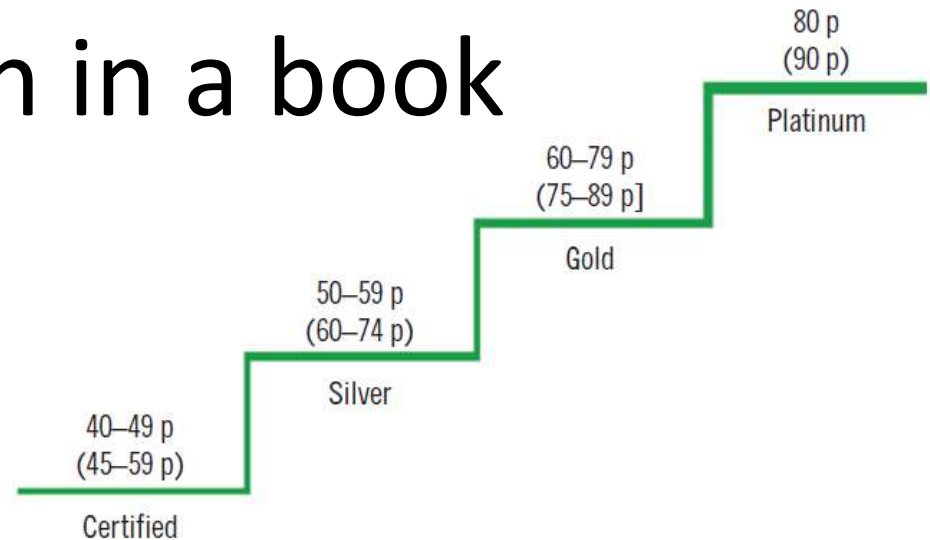 n in a book
80 p
(90 p)
Platinum
60–79 p
(75–89 p]
Gold
50–59 p
(60–74 p)
Silver
40–49 p
(45–59 p)
Certified